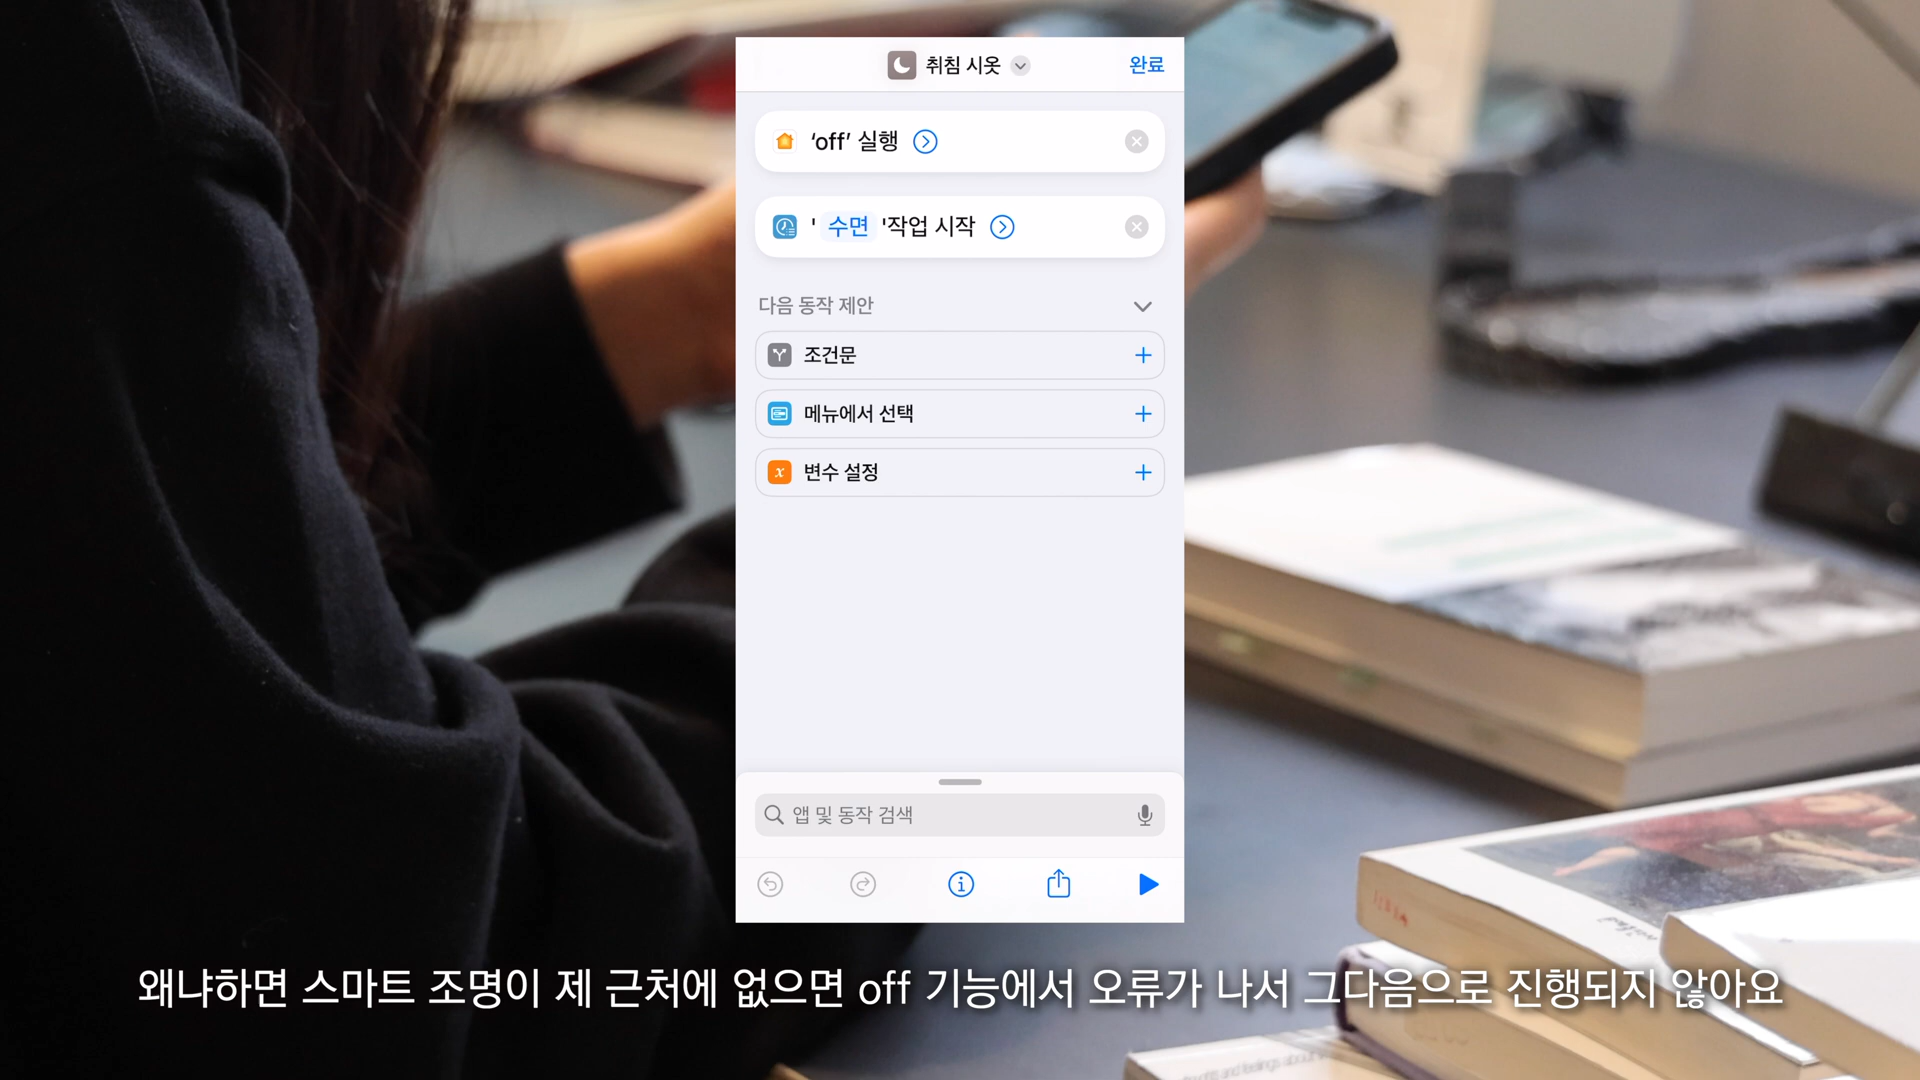 취침 시옷
완료
‘off’ 실행
' 수면 '작업 시작
다음 동작 제안
조건문
메뉴에서 선택
변수 설정
앱 및 동작 검색
왜냐하면 스마트 조명이 제 근처에 없으면 off 기능에서 오류가 나서 그다음으로 진행되지 않아요